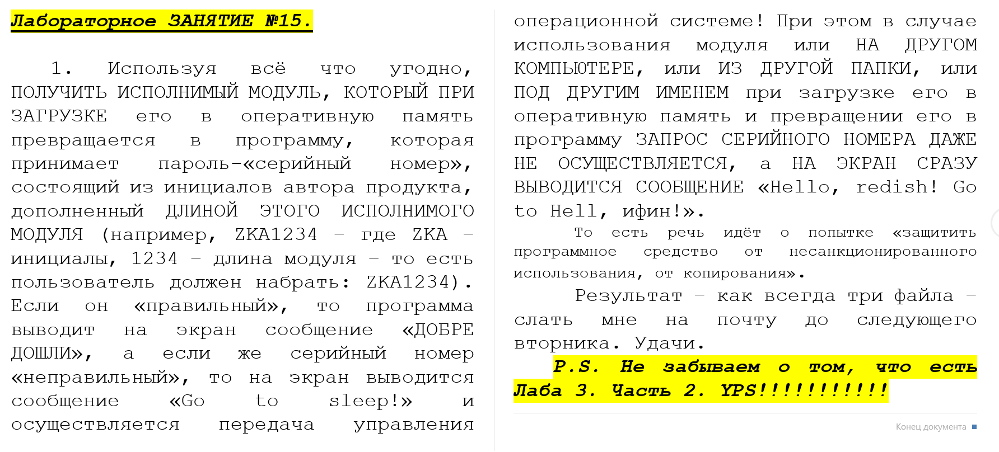 Лабораторное ЗАНЯТИЕ №15.
1. Используя всё что угодно,
ПОЛУЧИТЬ ИСПОЛНИМЫЙ МОДУЛЬ, КОТОРЫЙ ПРИ
ЗАГРУЗКЕ его в оперативную память
превращается в программу, которая
принимает пароль-«серийный номер»,
состоящий из инициалов автора продукта,
дополненный ДЛИНОЙ ЭТОГО ИСПОЛНИМОГО
МОДУЛЯ (например, ZKA1234 – где ZKA –
инициалы, 1234 – длина модуля – то есть
пользователь должен набрать: ZKA1234).
Если он «правильный», то программа
выводит на экран сообщение «ДОБРЕ
ДОШЛИ», а если же серийный номер
«неправильный», то на экран выводится
сообщение «Go to sleep!» и
осуществляется передача управления
операционной системе! При этом в случае
использования модуля или НА ДРУГОМ
КОМПЬЮТЕРЕ, или ИЗ ДРУГОЙ ПАПКИ, или
ПОД ДРУГИМ ИМЕНЕМ при загрузке его в
оперативную память и превращении его в
программу ЗАПРОС СЕРИЙНОГО НОМЕРА ДАЖЕ
НЕ ОСУЩЕСТВЛЯЕТСЯ, а НА ЭКРАН СРАЗУ
ВЫВОДИТСЯ СООБЩЕНИЕ «Hello, redish! Go
to Hell, ифин!».
То есть речь идёт о попытке «защитить
программное средство от несанкционированного
использования, от копирования».
Результат – как всегда три файла –
слать мне на почту до следующего
вторника. Удачи.
P.S. Не забываем о том, что есть
Лаба 3. Часть 2. YPS!!!!!!!!!!!
Конец документа